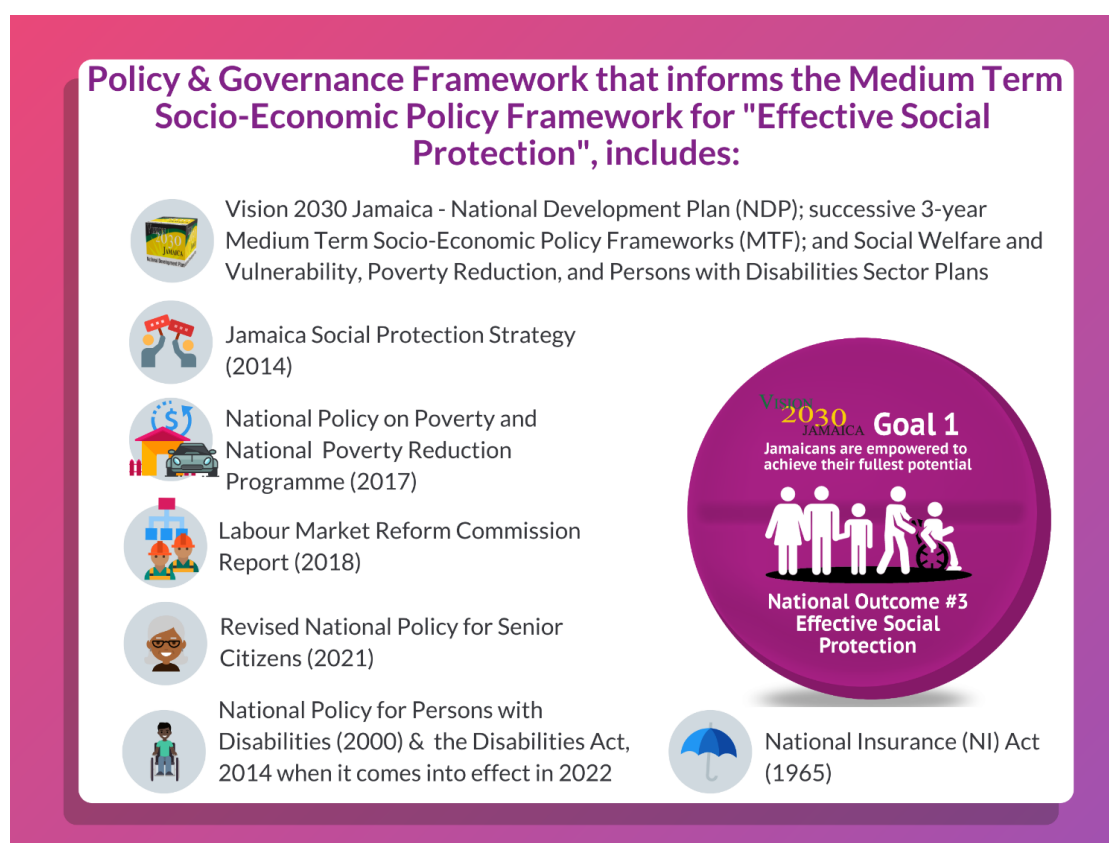 Policy & Governance Framework that informs the Medium Term
Socio-Economic Policy Framework for "Effective Social
Protection", includes:
Vision 2030 Jamaica - National Development Plan (NDP); successive 3-year
Medium Term Socio-Economic Policy Frameworks (MTF); and Social Welfare and
Vulnerability, Poverty Reduction, and Persons with Disabilities Sector Plans
2030
JAMAICA
National Development Plan
Jamaica Social Protection Strategy
(2014)
National Policy on Poverty and
National Poverty Reduction
Programme (2017)
$
Labour Market Reform Commission
Report (2018)
Revised National Policy for Senior
Citizens (2021)
National Policy for Persons with
Disabilities (2000) & the Disabilities Act,
2014 when it comes into effect in 2022
VISION
2030
JAMAICA
Goal 1
Jamaicans are empowered to
achieve their fullest potential
National Outcome #3
Effective Social
Protection
National Insurance (NI) Act
(1965)